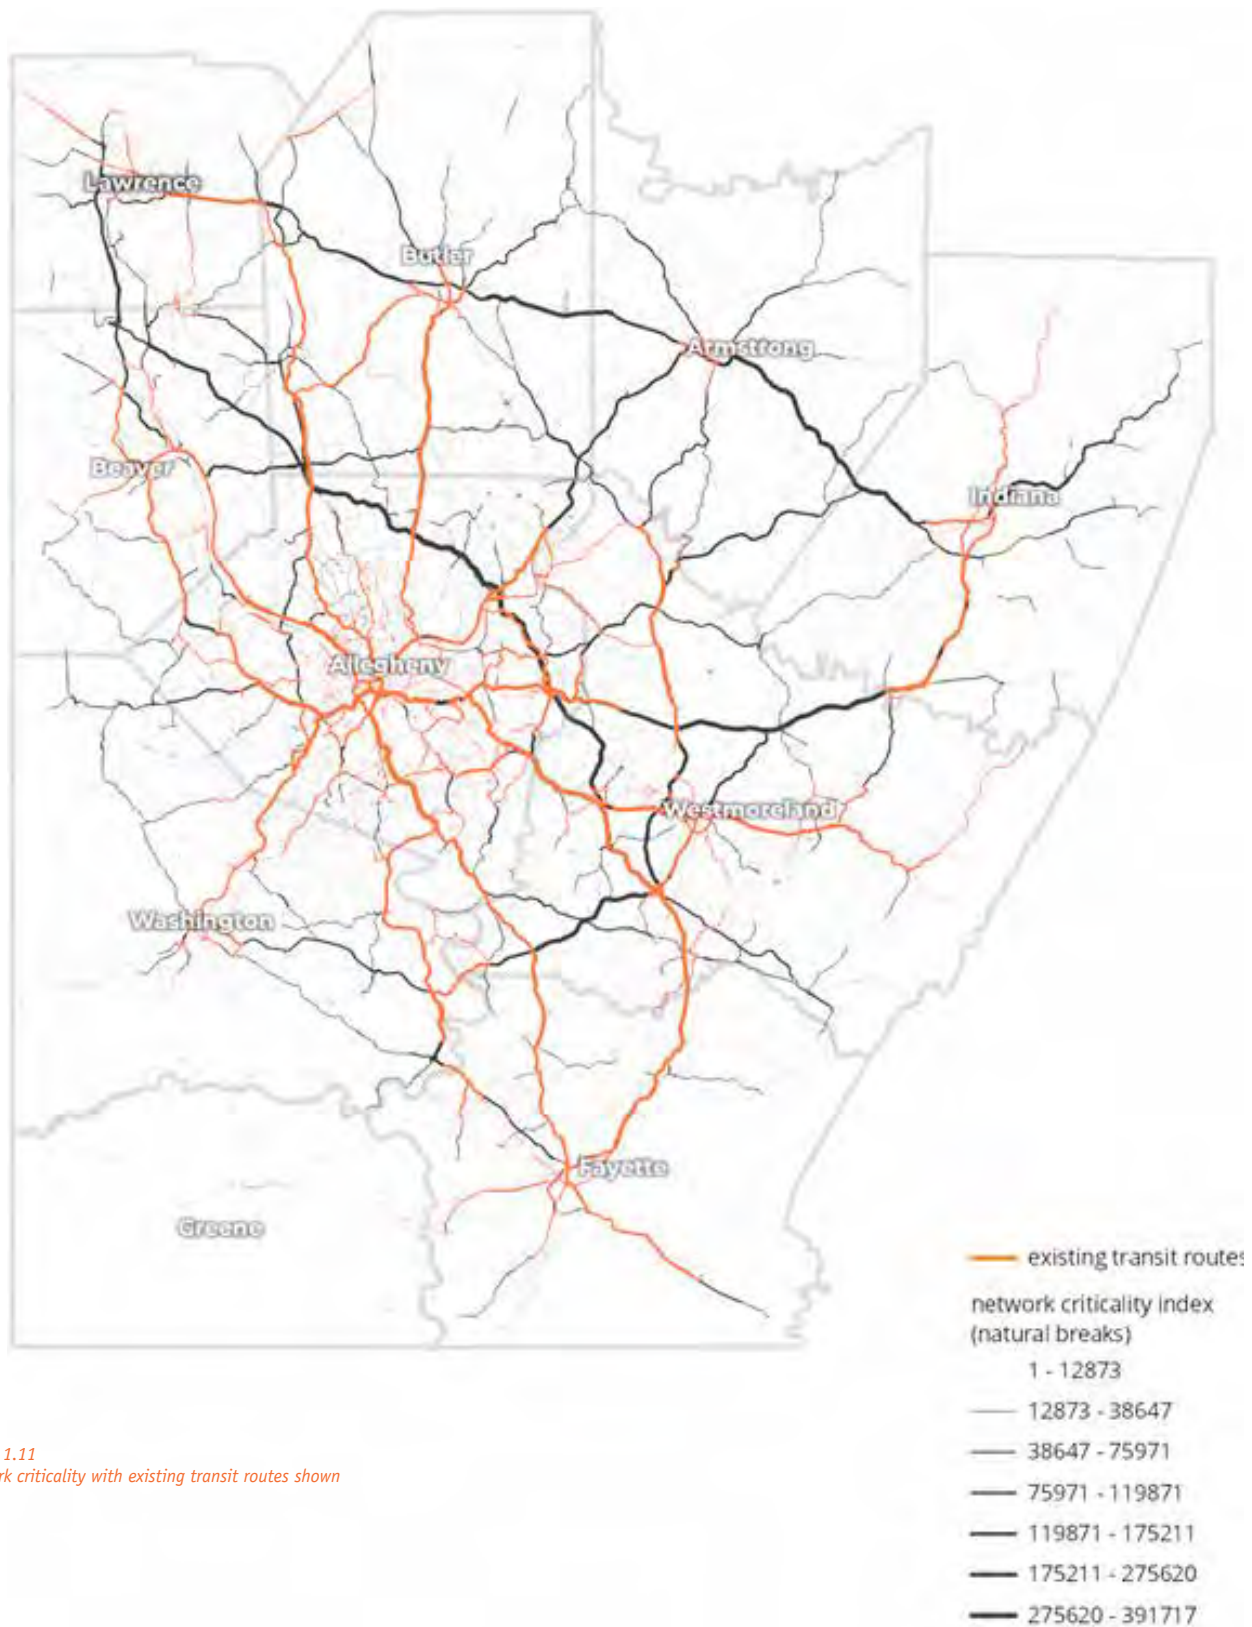 Lawrence
Butler
Armstrong
Beaver
Indiana
Allegheny
Westmoreland
Washington
Fayette
Greene
existing transit routes
network criticality index
(natural breaks)
1 - 12873
12873 - 38647
38647 - 75971
75971 - 119871
119871 - 175211
175211 - 275620
275620 - 391717
1.11
rk criticality with existing transit routes shown